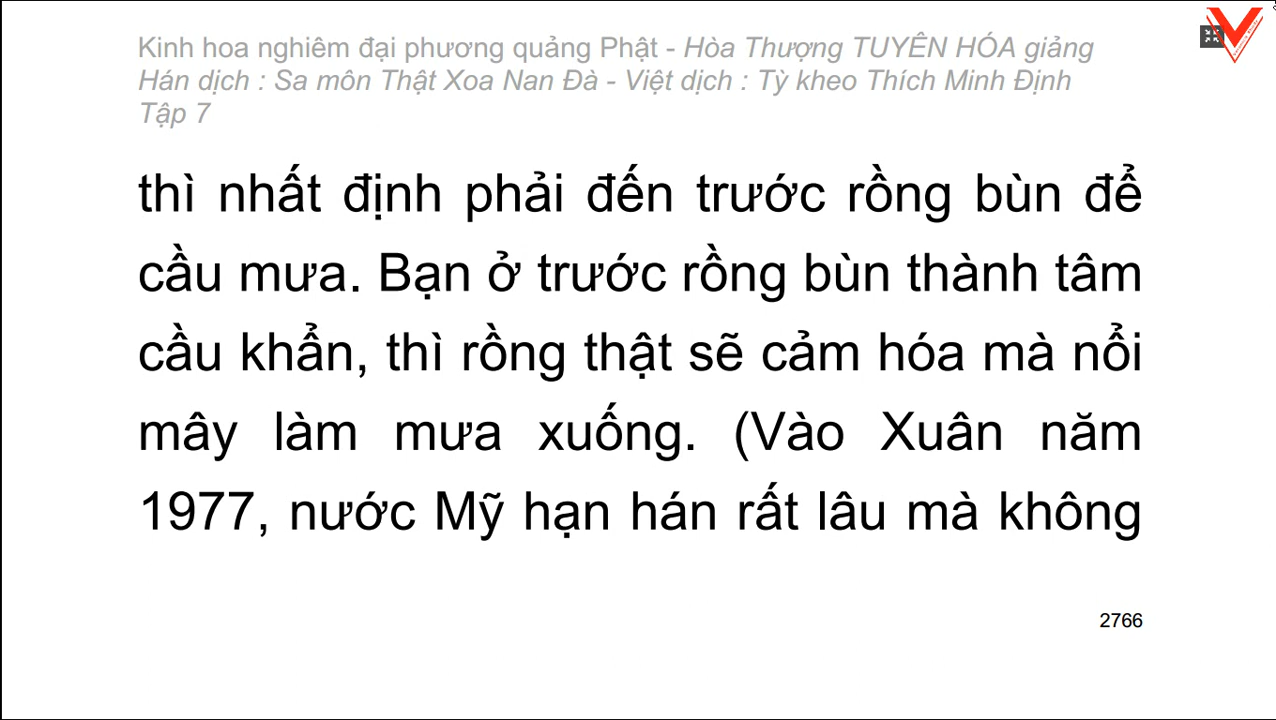 Kinh hoa nghiêm đại phương quảng Phật - Hòa Thượng TUYÊN HÓA giảng
Hán dịch : Sa môn Thật Xoa Nan Đà - Việt dịch : Tỳ kheo Thích Minh Định
Tập 7
thì nhất định phải đến trước rồng bùn để
cầu mưa. Bạn ở trước rồng bùn thành tâm
cầu khẩn, thì rồng thật sẽ cảm hóa mà nổi
mây làm mưa xuống. (Vào Xuân năm
1977, nước Mỹ hạn hán rất lâu mà không
2766